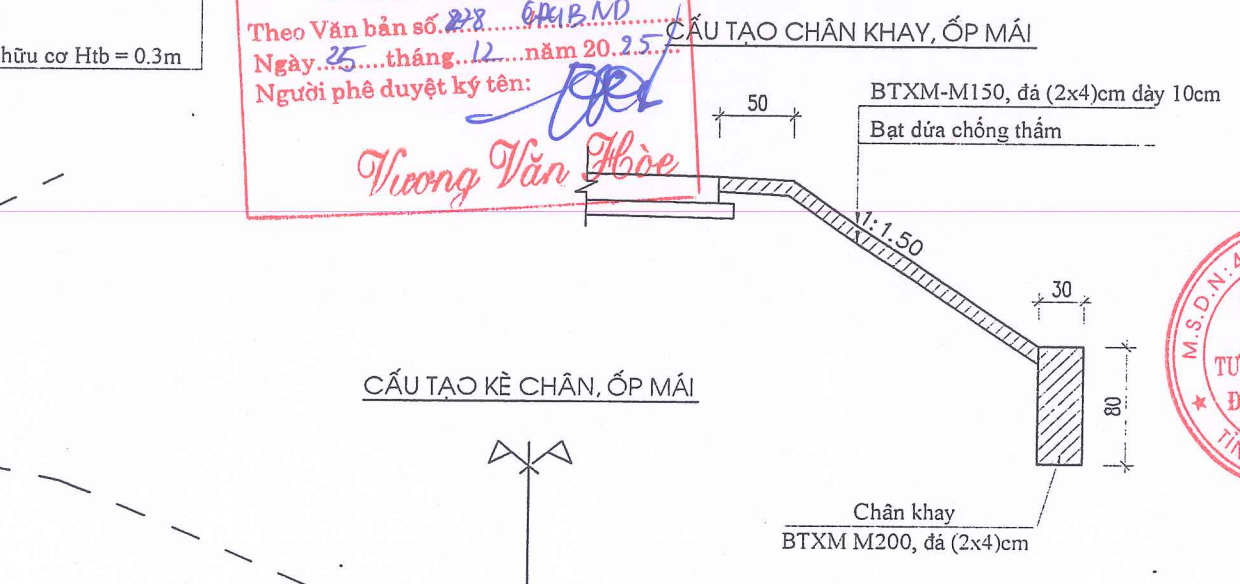 Theo Văn bản số
Ngày 25 tháng 12 năm 2025
Người phê duyệt ký tên:
Vương Văn Hòe
hữu cơ Htb = 0.3m
CẤU TẠO CHÂN KHAY, ỐP MÁI
50
BTXM-M150, đá (2x4)cm dày 10cm
Bạt dứa chống thấm
1:1.50
30
80
CẤU TẠO KÈ CHÂN, ỐP MÁI
Chân khay
BTXM M200, đá (2x4)cm
M.S.D.N: